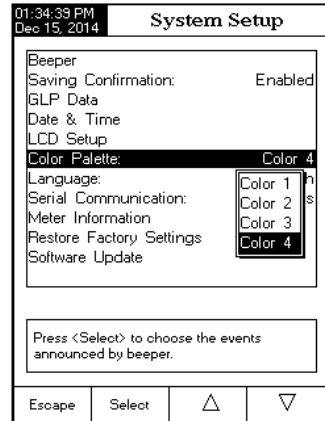 01:34:39 PM
Dec 15, 2014
System Setup
Beeper
Saving Confirmation: Enabled
GLP Data
Date & Time
LCD Setup
Color Palette: Color 4
Language: h
Serial Communication: s
Meter Information
Restore Factory Settings
Software Update
Color 1
Color 2
Color 3
Color 4
Press <Select> to choose the events
announced by beeper.
Escape Select △ ▽